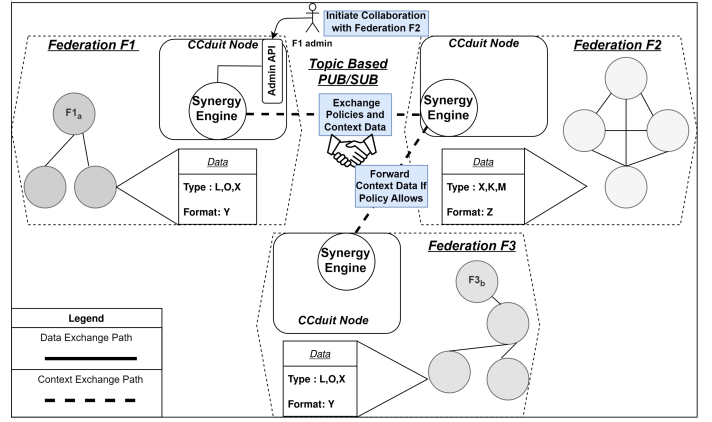 Initiate Collaboration
with Federation F2
F1 admin
Federation F1
CCduit Node
Admin API
Synergy
Engine
F1a
Data
Type : L,O,X
Format: Y
Topic Based
PUB/SUB
Exchange
Policies and
Context Data
Forward
Context Data If
Policy Allows
CCduit Node
Federation F2
Synergy
Engine
Data
Type : X,K,M
Format: Z
Synergy
Engine
CCduit Node
Federation F3
F3b
Data
Type : L,O,X
Format: Y
Legend
Data Exchange Path
Context Exchange Path